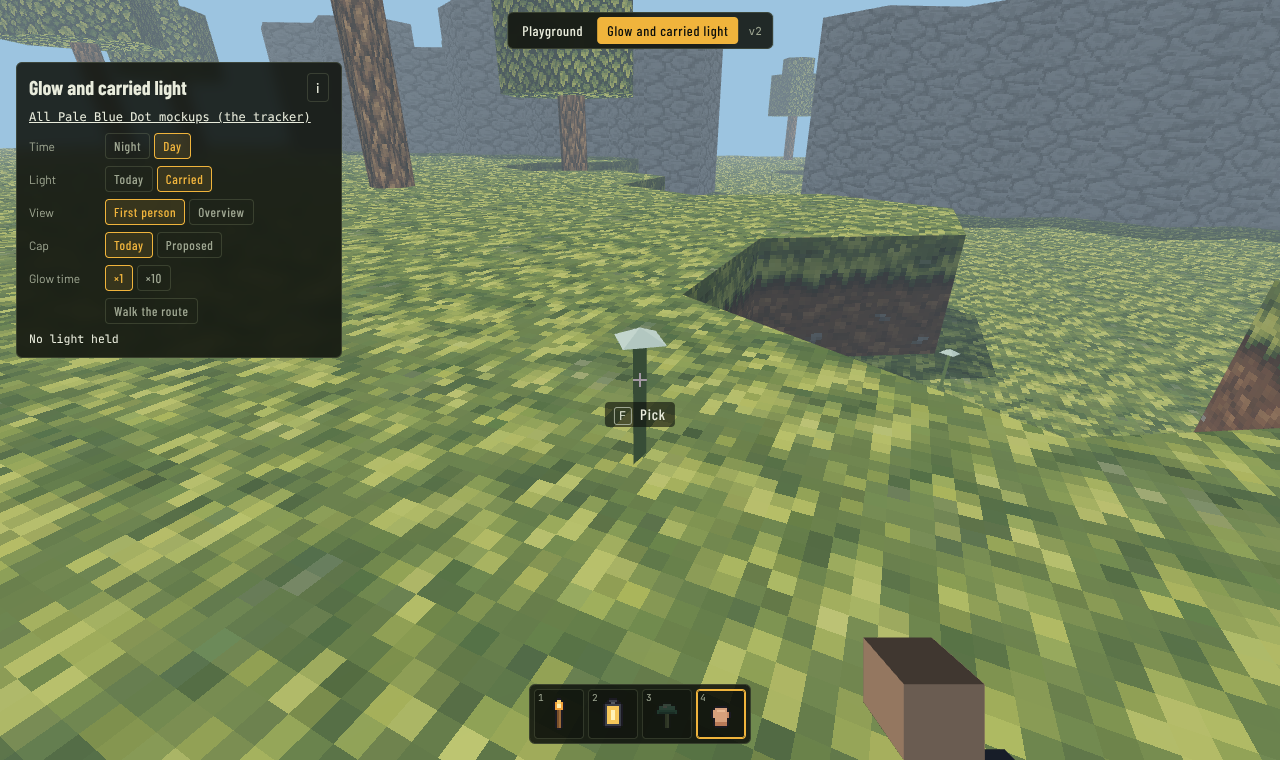 Playground Glow and carried light v2
Glow and carried light i
All Pale Blue Dot mockups (the tracker)
Time Night Day
Light Today Carried
View First person Overview
Cap Today Proposed
Glow time ×1 ×10
Walk the route
No light held
F Pick
1 2 3 4